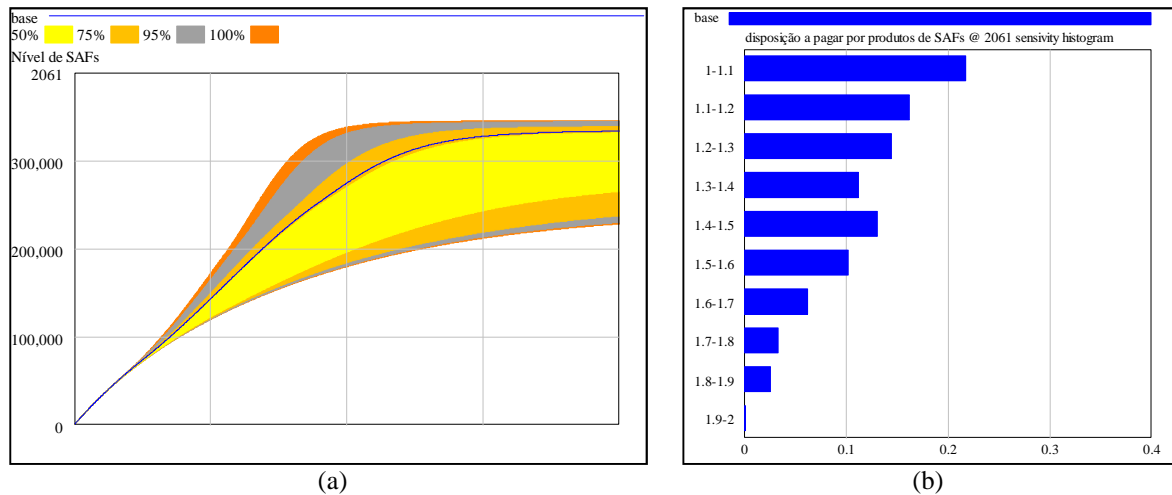 base
50% 75% 95% 100%
Nível de SAFs
2061
300,000
200,000
100,000
0
(a)
base
disposição a pagar por produtos de SAFs @ 2061 sensivity histogram
1-1.1
1.1-1.2
1.2-1.3
1.3-1.4
1.4-1.5
1.5-1.6
1.6-1.7
1.7-1.8
1.8-1.9
1.9-2
0 0.1 0.2 0.3 0.4
(b)